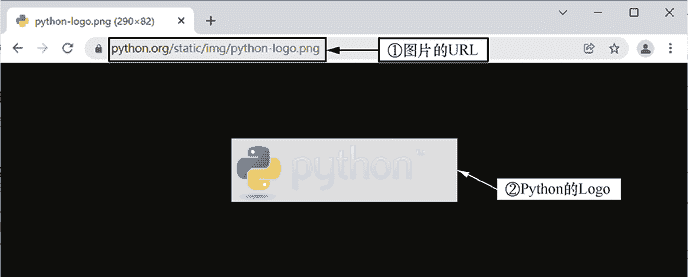 python-logo.png (290×82)
python.org/static/img/python-logo.png
①图片的URL
python™
②Python的Logo